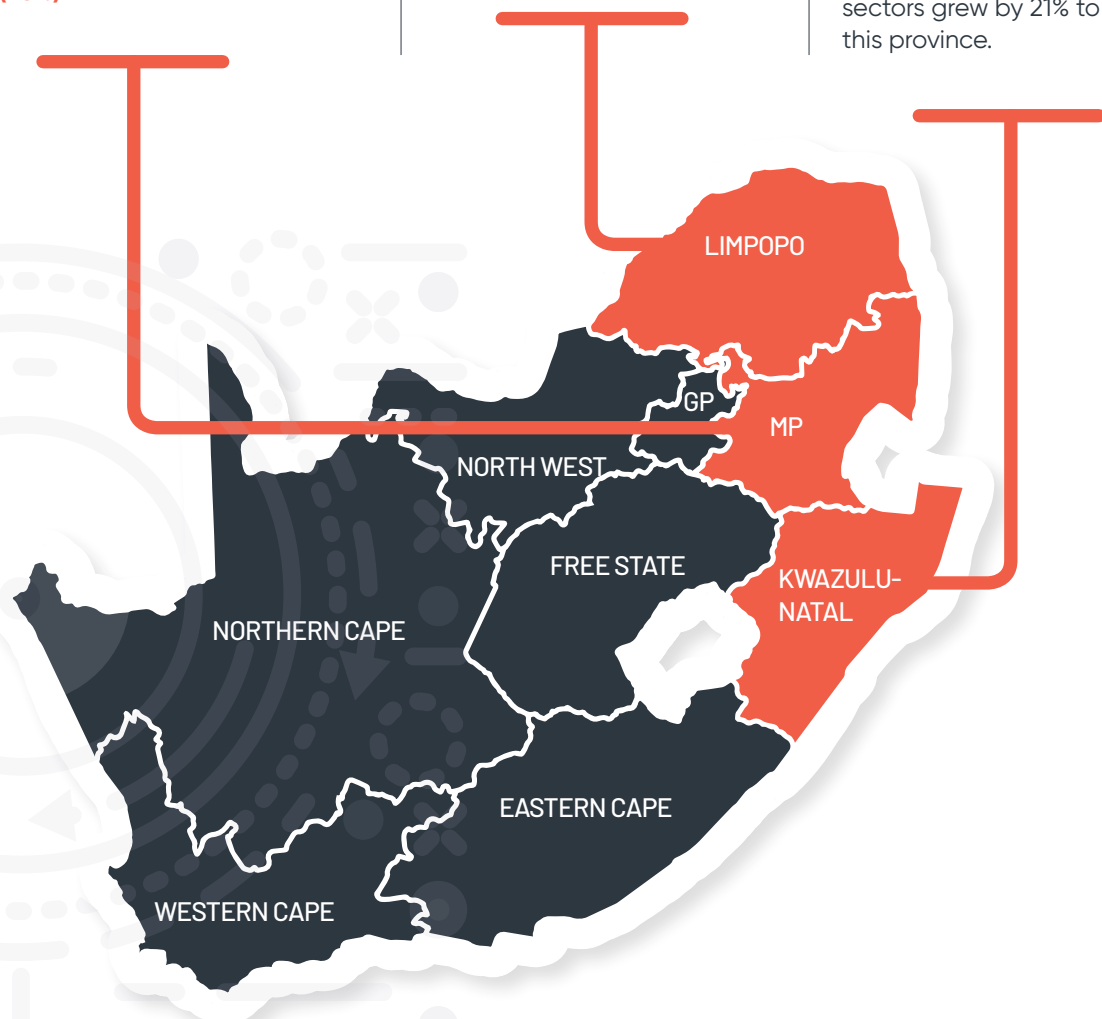 sectors grew by 21% to
this province.
LIMPOPO
GP
MP
NORTH WEST
FREE STATE
KWAZULU-
NATAL
NORTHERN CAPE
EASTERN CAPE
WESTERN CAPE